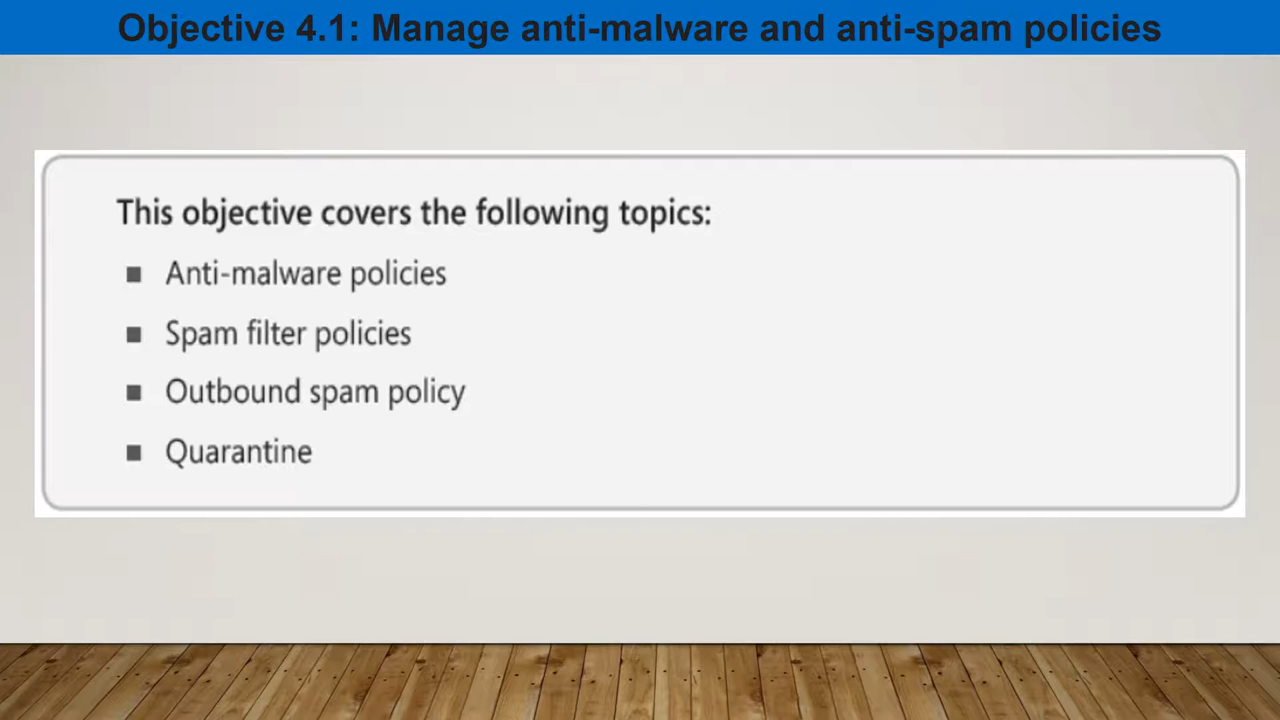 Objective 4.1: Manage anti-malware and anti-spam policies
This objective covers the following topics:
■ Anti-malware policies
■ Spam filter policies
■ Outbound spam policy
■ Quarantine